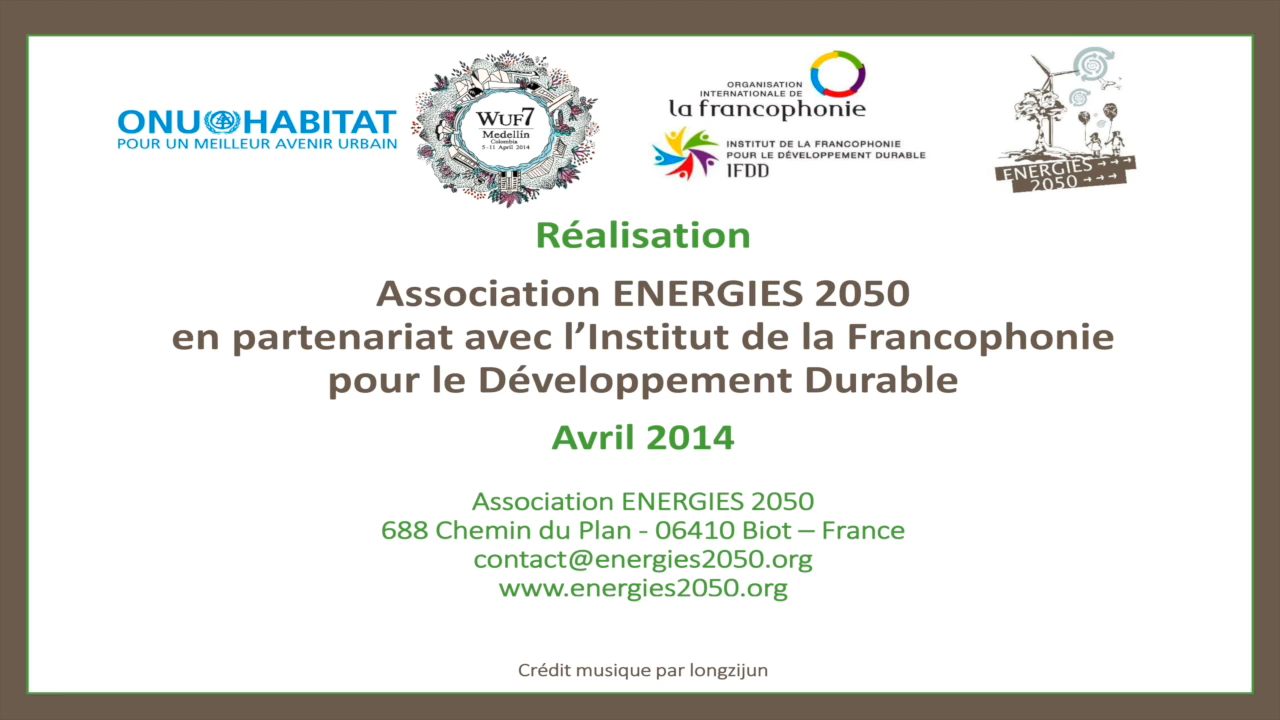 ONU HABITAT
POUR UN MEILLEUR AVENIR URBAIN
WUF7
Medellín
Colombia
5 - 11 April 2014
ORGANISATION
INTERNATIONALE DE
la francophonie
INSTITUT DE LA FRANCOPHONIE
POUR LE DÉVELOPPEMENT DURABLE
IFDD
ENERGIES
2050
Réalisation
Association ENERGIES 2050
en partenariat avec l’Institut de la Francophonie
pour le Développement Durable
Avril 2014
Association ENERGIES 2050
688 Chemin du Plan - 06410 Biot – France
contact@energies2050.org
www.energies2050.org
Crédit musique par longzijun